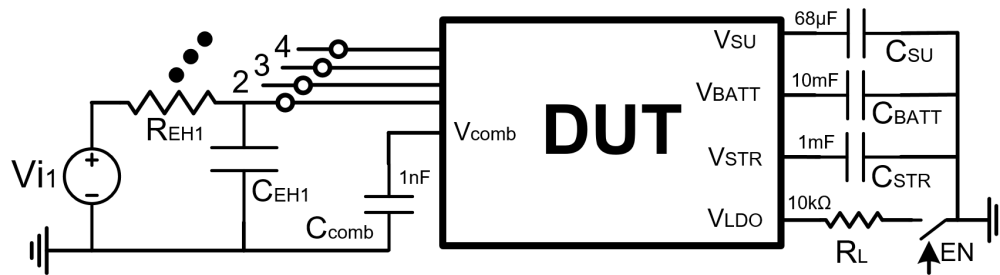 4
3
2
REH1
Vi1
+
−
CEH1
Vcomb
1nF
Ccomb
DUT
VSU
VBATT
VSTR
VLDO
68µF
CSU
10mF
CBATT
1mF
CSTR
10kΩ
RL
EN